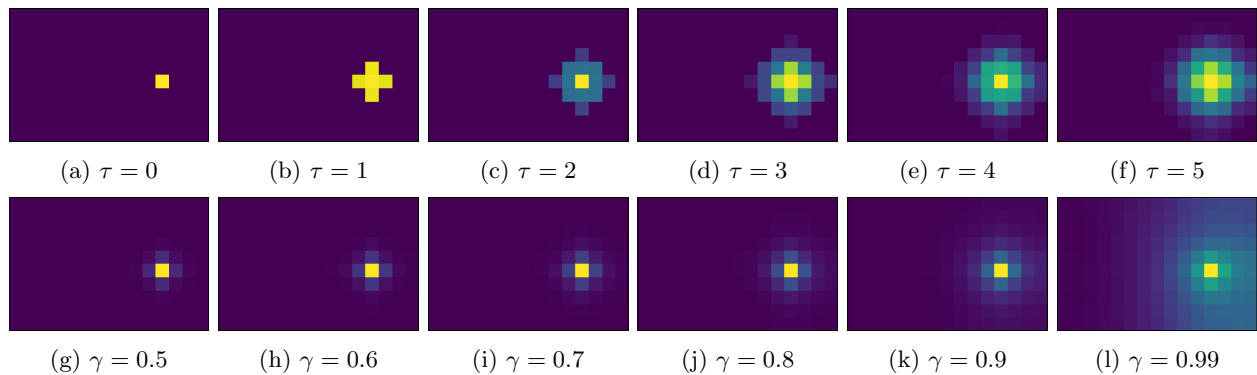 (a) τ = 0 (b) τ = 1 (c) τ = 2 (d) τ = 3 (e) τ = 4 (f) τ = 5
(g) γ = 0.5 (h) γ = 0.6 (i) γ = 0.7 (j) γ = 0.8 (k) γ = 0.9 (l) γ = 0.99